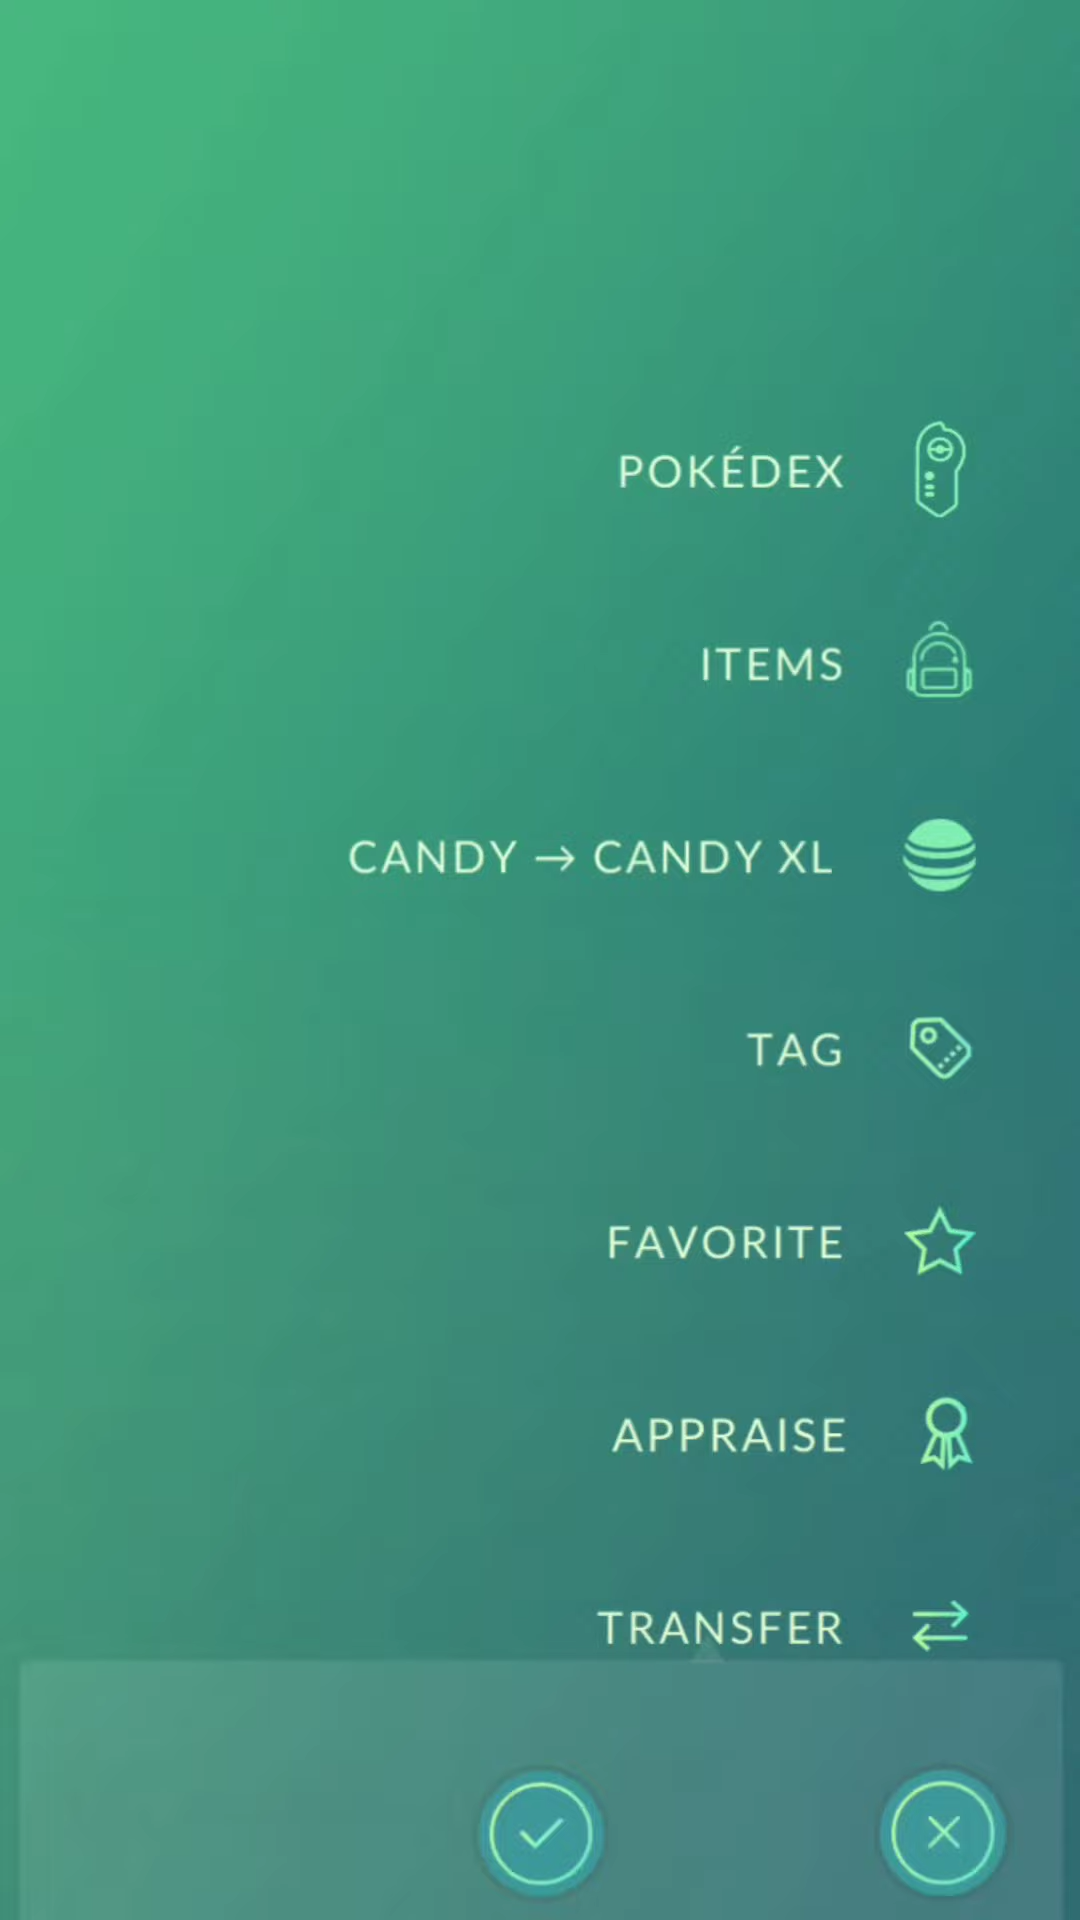 POKÉDEX
ITEMS
CANDY → CANDY XL
TAG
FAVORITE
APPRAISE
TRANSFER